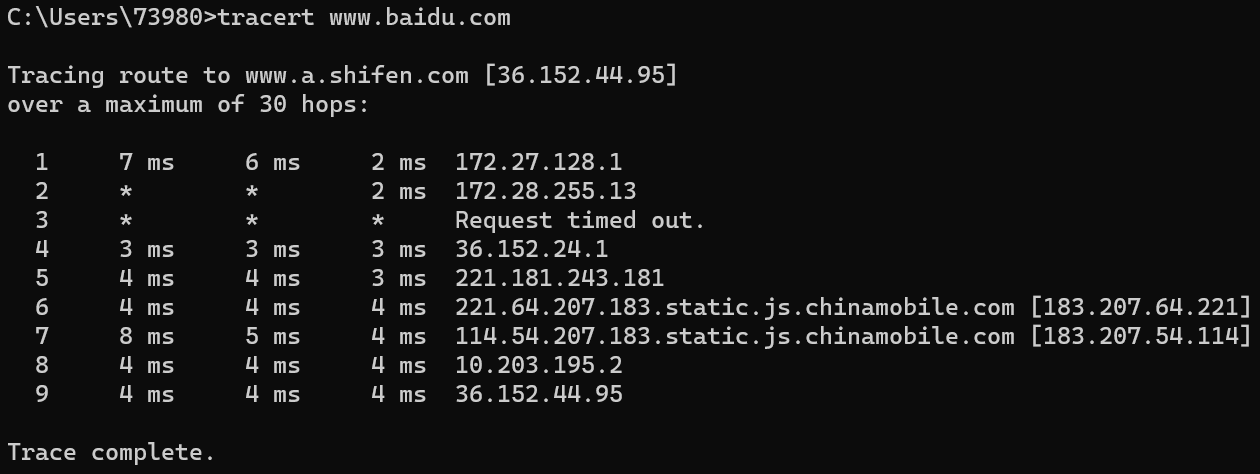 C:\Users\73980>tracert www.baidu.com
Tracing route to www.a.shifen.com [36.152.44.95]
over a maximum of 30 hops:
1 7 ms 6 ms 2 ms 172.27.128.1
2 * * 2 ms 172.28.255.13
3 * * * Request timed out.
4 3 ms 3 ms 3 ms 36.152.24.1
5 4 ms 4 ms 3 ms 221.181.243.181
6 4 ms 4 ms 4 ms 221.64.207.183.static.js.chinamobile.com [183.207.64.221]
7 8 ms 5 ms 4 ms 114.54.207.183.static.js.chinamobile.com [183.207.54.114]
8 4 ms 4 ms 4 ms 10.203.195.2
9 4 ms 4 ms 4 ms 36.152.44.95
Trace complete.